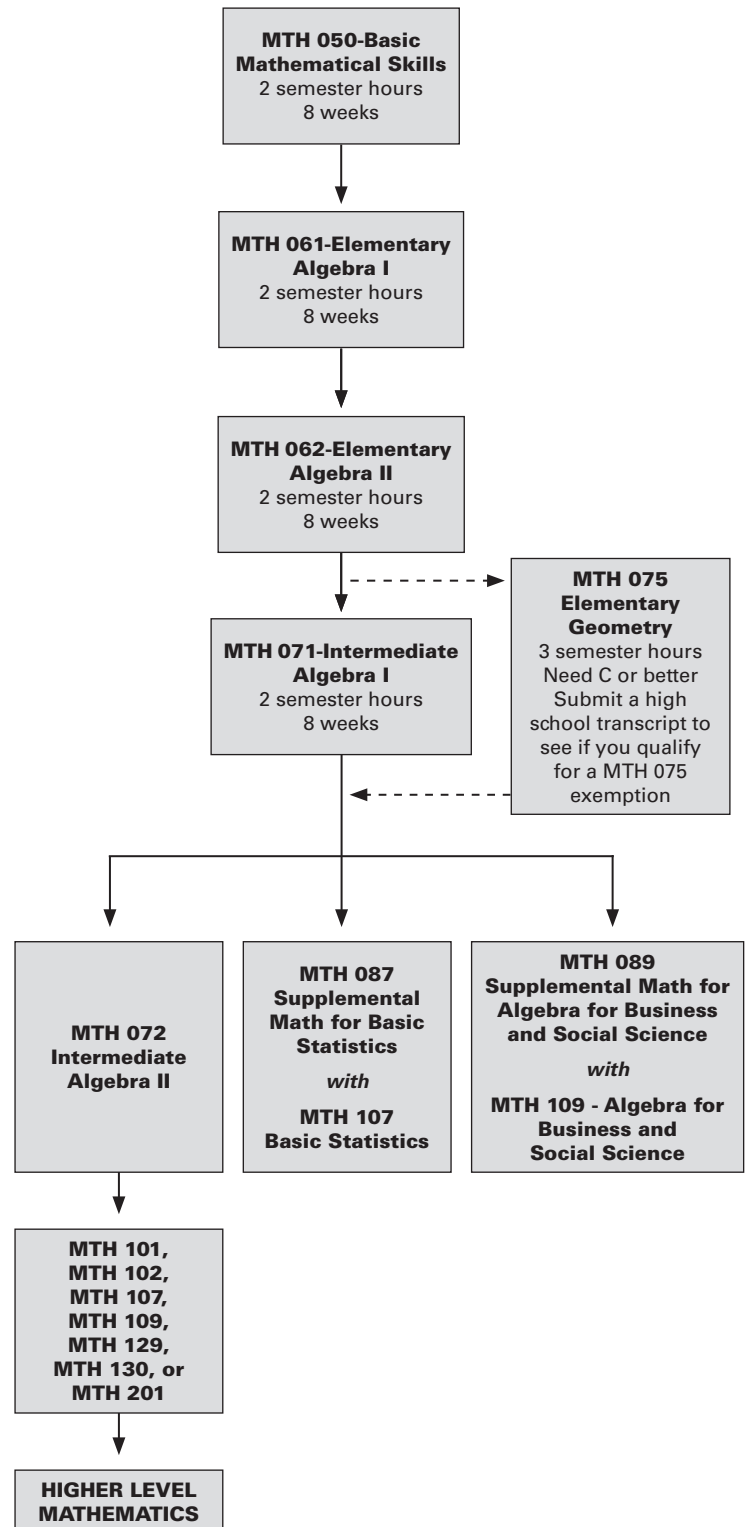 MTH 050-Basic
Mathematical Skills
2 semester hours
8 weeks
MTH 061-Elementary
Algebra I
2 semester hours
8 weeks
MTH 062-Elementary
Algebra II
2 semester hours
8 weeks
MTH 075
Elementary
Geometry
3 semester hours
Need C or better
Submit a high
school transcript to
see if you qualify
for a MTH 075
exemption
MTH 071-Intermediate
Algebra I
2 semester hours
8 weeks
MTH 072
Intermediate
Algebra II
MTH 087
Supplemental
Math for Basic
Statistics
with
MTH 107
Basic Statistics
MTH 089
Supplemental Math for
Algebra for Business
and Social Science
with
MTH 109 - Algebra for
Business and
Social Science
MTH 101,
MTH 102,
MTH 107,
MTH 109,
MTH 129,
MTH 130, or
MTH 201
HIGHER LEVEL
MATHEMATICS